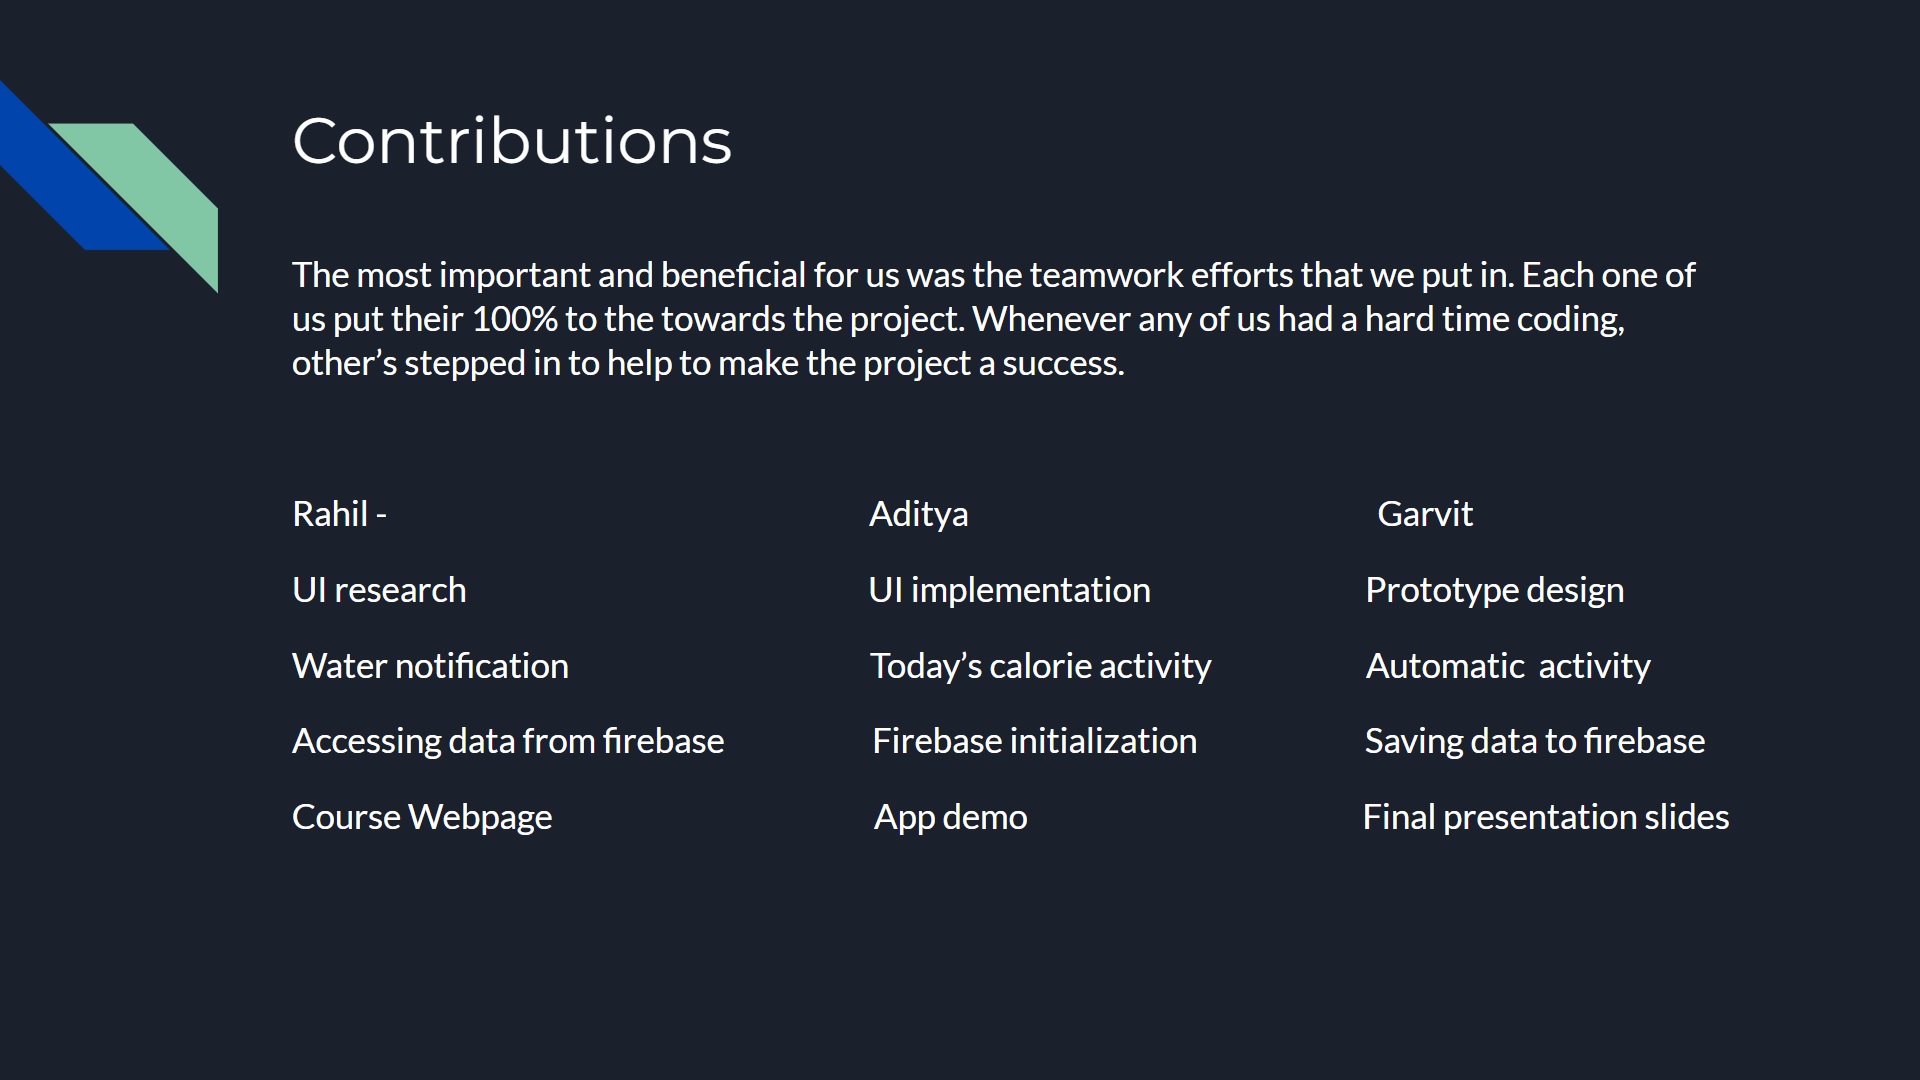 Contributions
The most important and beneficial for us was the teamwork efforts that we put in. Each one of
us put their 100% to the towards the project. Whenever any of us had a hard time coding,
other’s stepped in to help to make the project a success.
Rahil - Aditya Garvit
UI research UI implementation Prototype design
Water notification Today’s calorie activity Automatic  activity
Accessing data from firebase Firebase initialization Saving data to firebase
Course Webpage App demo Final presentation slides